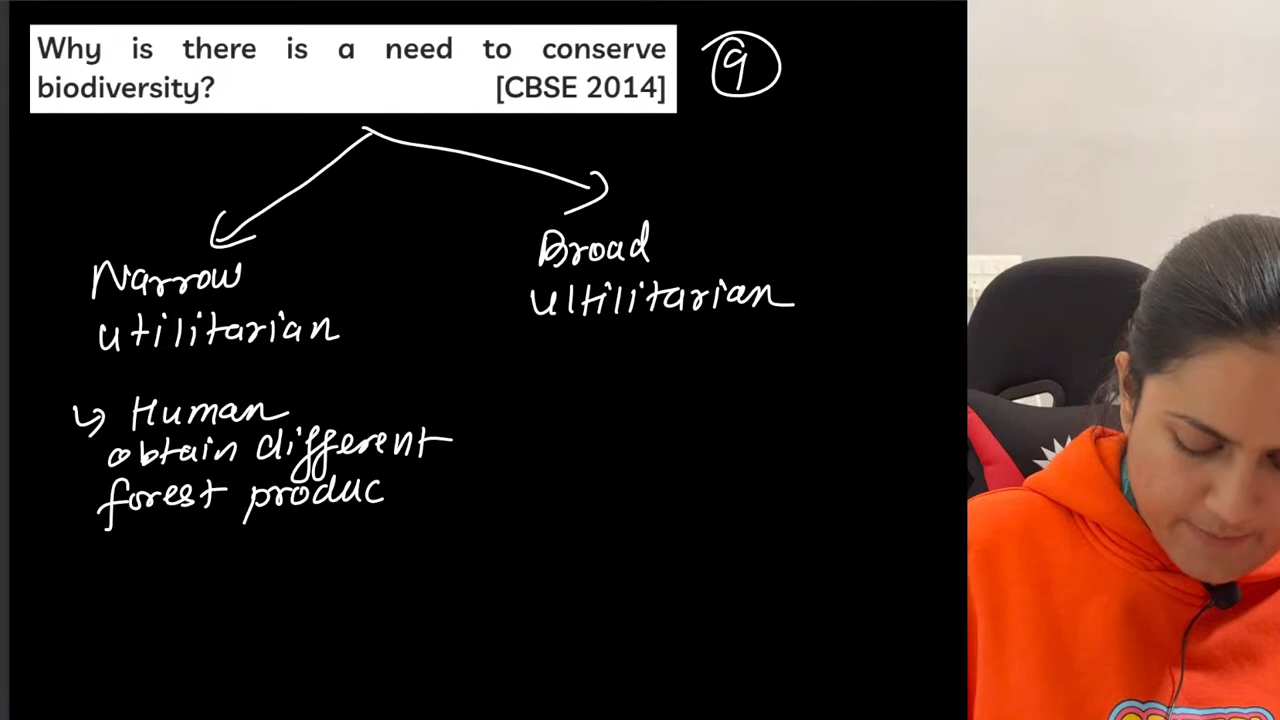 Why is there is a need to conserve
biodiversity? [CBSE 2014]
9
Narrow
utilitarian
Broad
ultilitarian
↳ Human
obtain different
forest produc